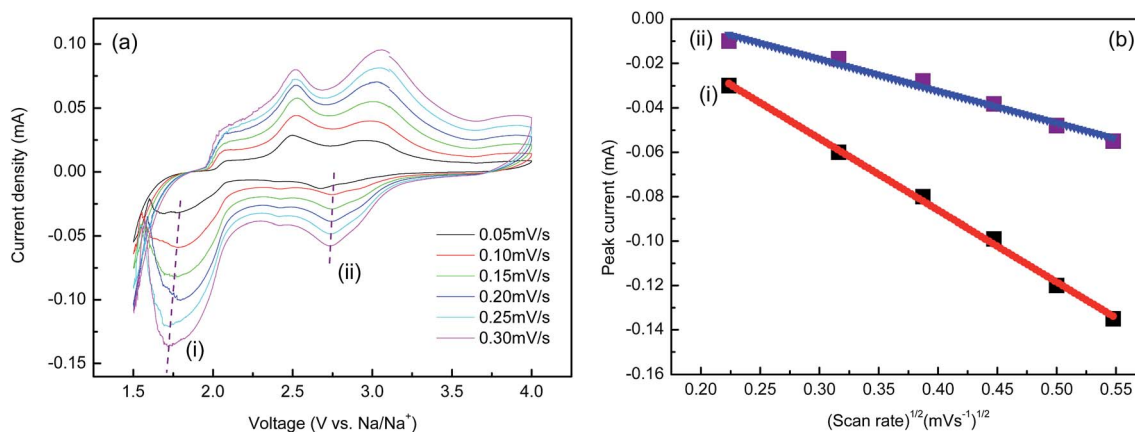 (a)
0.10
0.05
0.00
-0.05
-0.10
-0.15
Current density (mA)
1.5 2.0 2.5 3.0 3.5 4.0
Voltage (V vs. Na/Na⁺)
(i)
(ii)
0.05mV/s
0.10mV/s
0.15mV/s
0.20mV/s
0.25mV/s
0.30mV/s
(b)
(ii)
(i)
0.00
-0.02
-0.04
-0.06
-0.08
-0.10
-0.12
-0.14
-0.16
Peak current (mA)
0.20 0.25 0.30 0.35 0.40 0.45 0.50 0.55
(Scan rate)¹/²(mVs⁻¹)¹/²